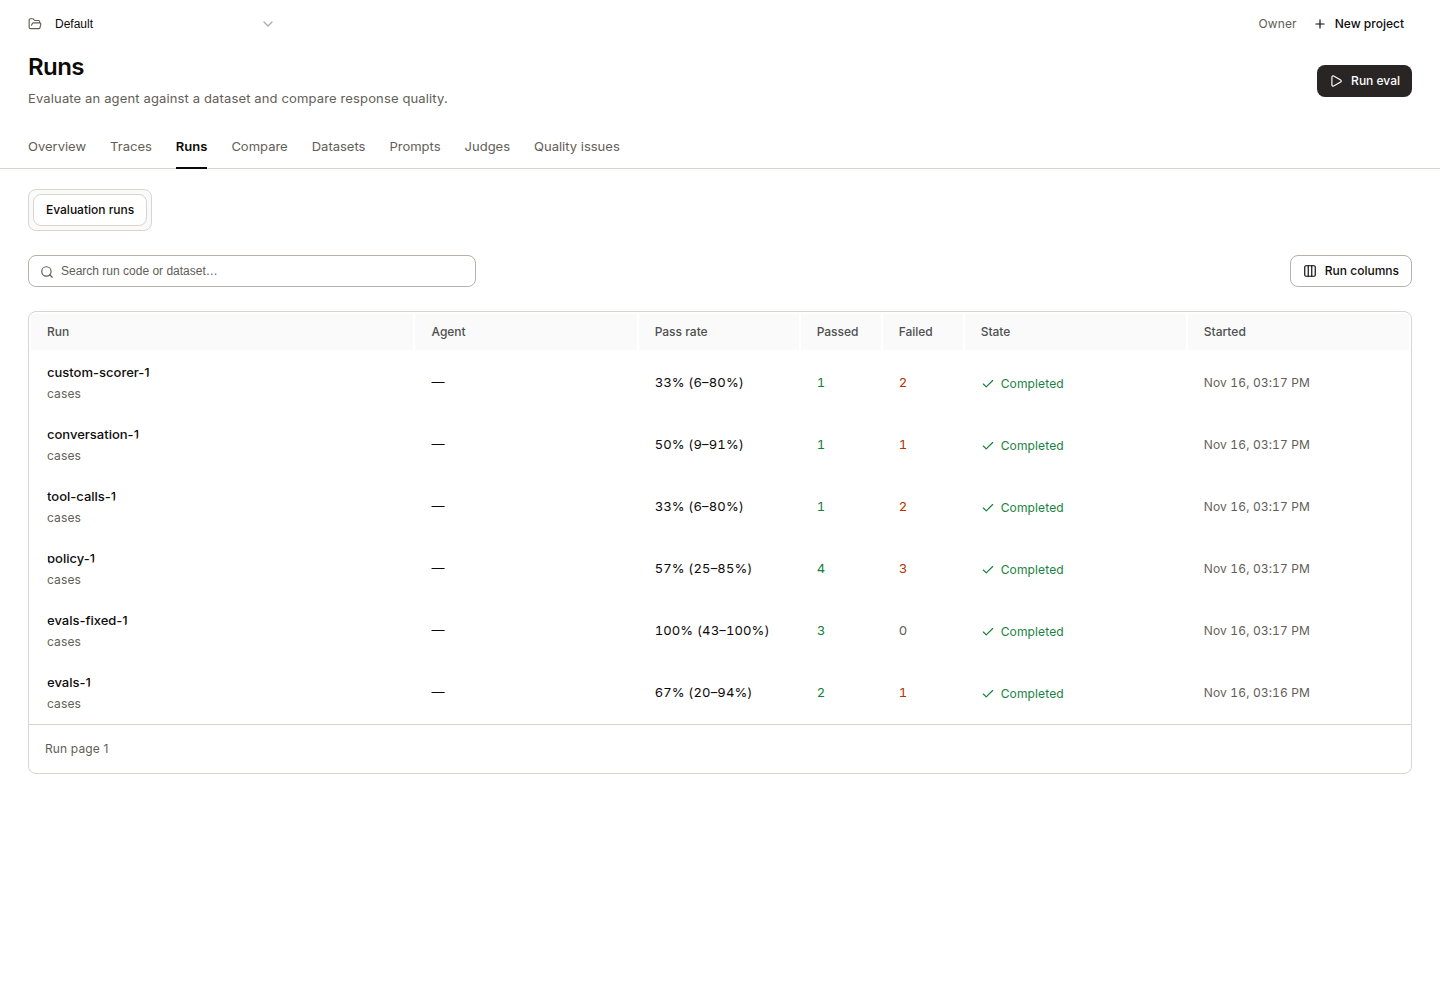 Default
Owner
New project
Runs
Evaluate an agent against a dataset and compare response quality.
Run eval
Overview Traces Runs Compare Datasets Prompts Judges Quality issues
Evaluation runs
Search run code or dataset…
Run columns
Run Agent Pass rate Passed Failed State Started
custom-scorer-1
cases
— 33% (6–80%) 1 2 Completed Nov 16, 03:17 PM
conversation-1
cases
— 50% (9–91%) 1 1 Completed Nov 16, 03:17 PM
tool-calls-1
cases
— 33% (6–80%) 1 2 Completed Nov 16, 03:17 PM
policy-1
cases
— 57% (25–85%) 4 3 Completed Nov 16, 03:17 PM
evals-fixed-1
cases
— 100% (43–100%) 3 0 Completed Nov 16, 03:17 PM
evals-1
cases
— 67% (20–94%) 2 1 Completed Nov 16, 03:16 PM
Run page 1